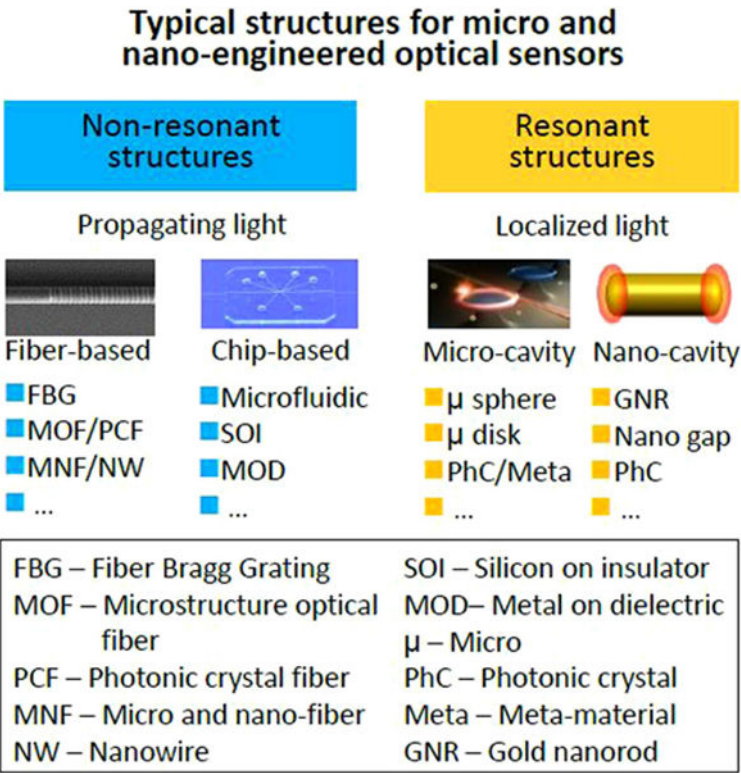 Typical structures for micro and
nano-engineered optical sensors
Non-resonant
structures
Resonant
structures
Propagating light
Localized light
Fiber-based
Chip-based
Micro-cavity
Nano-cavity
FBG
MOF/PCF
MNF/NW
...
Microfluidic
SOI
MOD
...
μ sphere
μ disk
PhC/Meta
...
GNR
Nano gap
PhC
...
FBG – Fiber Bragg Grating
MOF – Microstructure optical
fiber
PCF – Photonic crystal fiber
MNF – Micro and nano-fiber
NW – Nanowire
SOI – Silicon on insulator
MOD– Metal on dielectric
μ – Micro
PhC – Photonic crystal
Meta – Meta-material
GNR – Gold nanorod